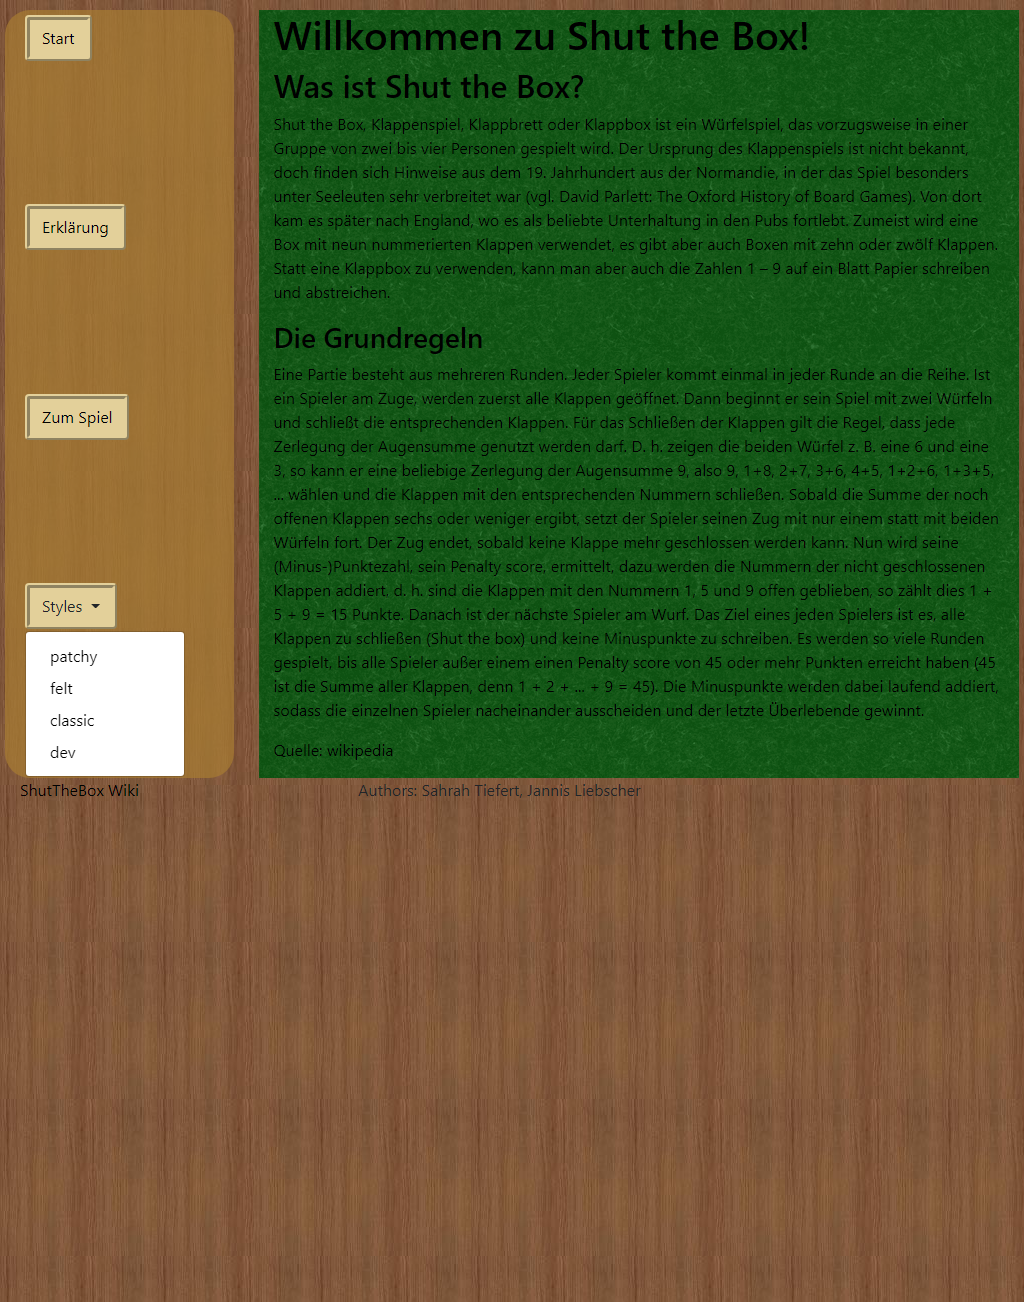 Start
Erklärung
Zum Spiel
Styles
patchy
felt
classic
dev
Willkommen zu Shut the Box!
Was ist Shut the Box?
Shut the Box, Klappenspiel, Klappbrett oder Klappbox ist ein Würfelspiel, das vorzugsweise in einer
Gruppe von zwei bis vier Personen gespielt wird. Der Ursprung des Klappenspiels ist nicht bekannt,
doch finden sich Hinweise aus dem 19. Jahrhundert aus der Normandie, in der das Spiel besonders
unter Seeleuten sehr verbreitet war (vgl. David Parlett: The Oxford History of Board Games). Von dort
kam es später nach England, wo es als beliebte Unterhaltung in den Pubs fortlebt. Zumeist wird eine
Box mit neun nummerierten Klappen verwendet, es gibt aber auch Boxen mit zehn oder zwölf Klappen.
Statt eine Klappbox zu verwenden, kann man aber auch die Zahlen 1 – 9 auf ein Blatt Papier schreiben
und abstreichen.
Die Grundregeln
Eine Partie besteht aus mehreren Runden. Jeder Spieler kommt einmal in jeder Runde an die Reihe. Ist
ein Spieler am Zuge, werden zuerst alle Klappen geöffnet. Dann beginnt er sein Spiel mit zwei Würfeln
und schließt die entsprechenden Klappen. Für das Schließen der Klappen gilt die Regel, dass jede
Zerlegung der Augensumme genutzt werden darf. D. h. zeigen die beiden Würfel z. B. eine 6 und eine
3, so kann er eine beliebige Zerlegung der Augensumme 9, also 9, 1+8, 2+7, 3+6, 4+5, 1+2+6, 1+3+5,
... wählen und die Klappen mit den entsprechenden Nummern schließen. Sobald die Summe der noch
offenen Klappen sechs oder weniger ergibt, setzt der Spieler seinen Zug mit nur einem statt mit beiden
Würfeln fort. Der Zug endet, sobald keine Klappe mehr geschlossen werden kann. Nun wird seine
(Minus-)Punktezahl, sein Penalty score, ermittelt, dazu werden die Nummern der nicht geschlossenen
Klappen addiert, d. h. sind die Klappen mit den Nummern 1, 5 und 9 offen geblieben, so zählt dies 1 +
5 + 9 = 15 Punkte. Danach ist der nächste Spieler am Wurf. Das Ziel eines jeden Spielers ist es, alle
Klappen zu schließen (Shut the box) und keine Minuspunkte zu schreiben. Es werden so viele Runden
gespielt, bis alle Spieler außer einem einen Penalty score von 45 oder mehr Punkten erreicht haben (45
ist die Summe aller Klappen, denn 1 + 2 + ... + 9 = 45). Die Minuspunkte werden dabei laufend addiert,
sodass die einzelnen Spieler nacheinander ausscheiden und der letzte Überlebende gewinnt.
Quelle: wikipedia
ShutTheBox Wiki
Authors: Sahrah Tiefert, Jannis Liebscher